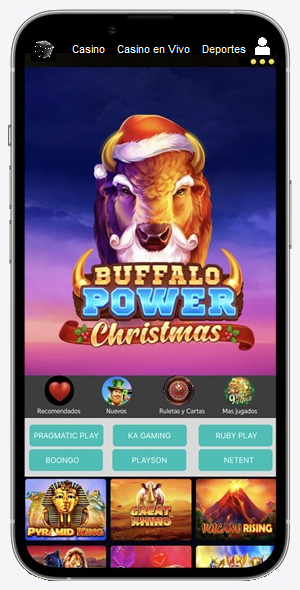 Casino Casino en Vivo Deportes
BUFFALO
POWER
Christmas
Recomendados Nuevos Ruletas y Cartas Mas jugados
PRAGMATIC PLAY KA GAMING RUBY PLAY
BOONGO PLAYSON NETENT
PYRAMID KING GREAT RHINO VOLCANO RISING